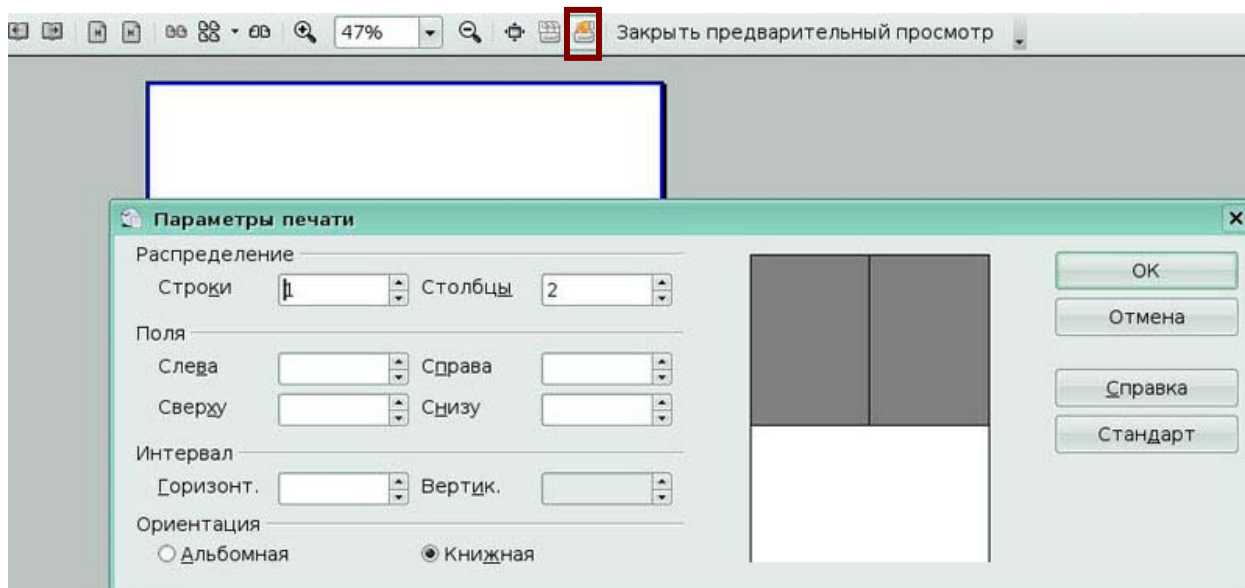 47% Закрыть предварительный просмотр
Параметры печати
Распределение
Строки 1 Столбцы 2
Поля
Слева Справа
Сверху Снизу
Интервал
Горизонт. Вертик.
Ориентация
Альбомная Книжная
ОК
Отмена
Справка
Стандарт